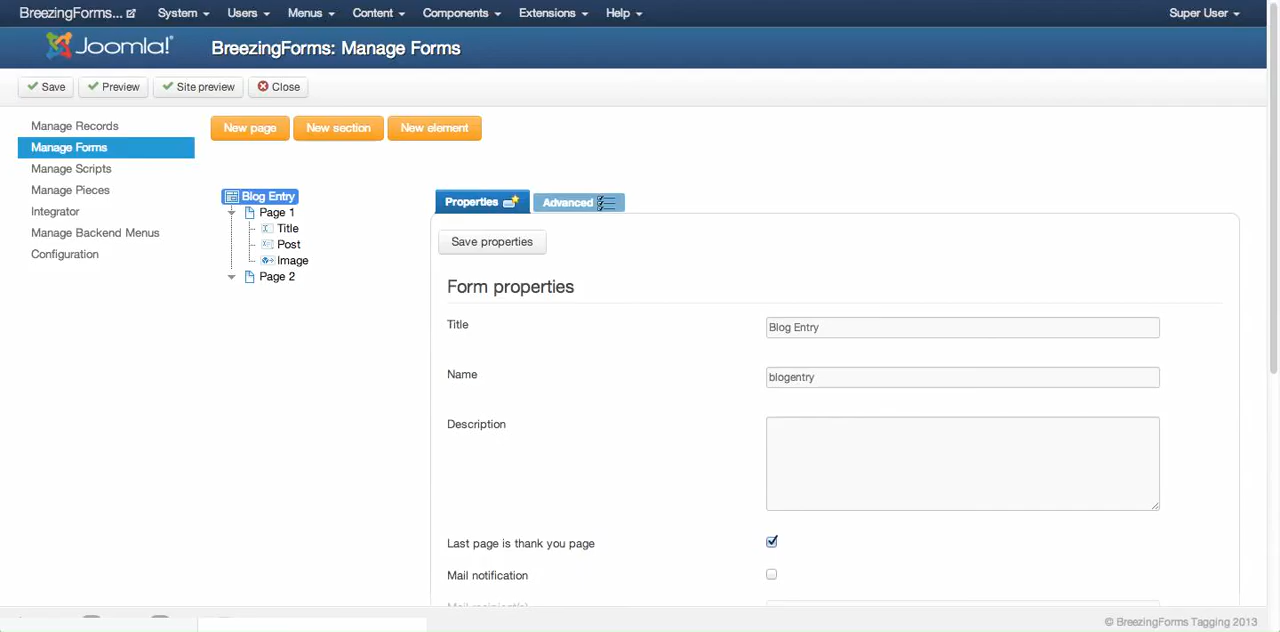 BreezingForms... System Users Menus Content Components Extensions Help Super User
Joomla!® BreezingForms: Manage Forms
Save Preview Site preview Close
Manage Records
Manage Forms
Manage Scripts
Manage Pieces
Integrator
Manage Backend Menus
Configuration
New page New section New element
Blog Entry
Page 1
Title
Post
Image
Page 2
Properties Advanced
Save properties
Form properties
Title Blog Entry
Name blogentry
Description
Last page is thank you page
Mail notification
Mail recipient(s)
© BreezingForms Tagging 2013